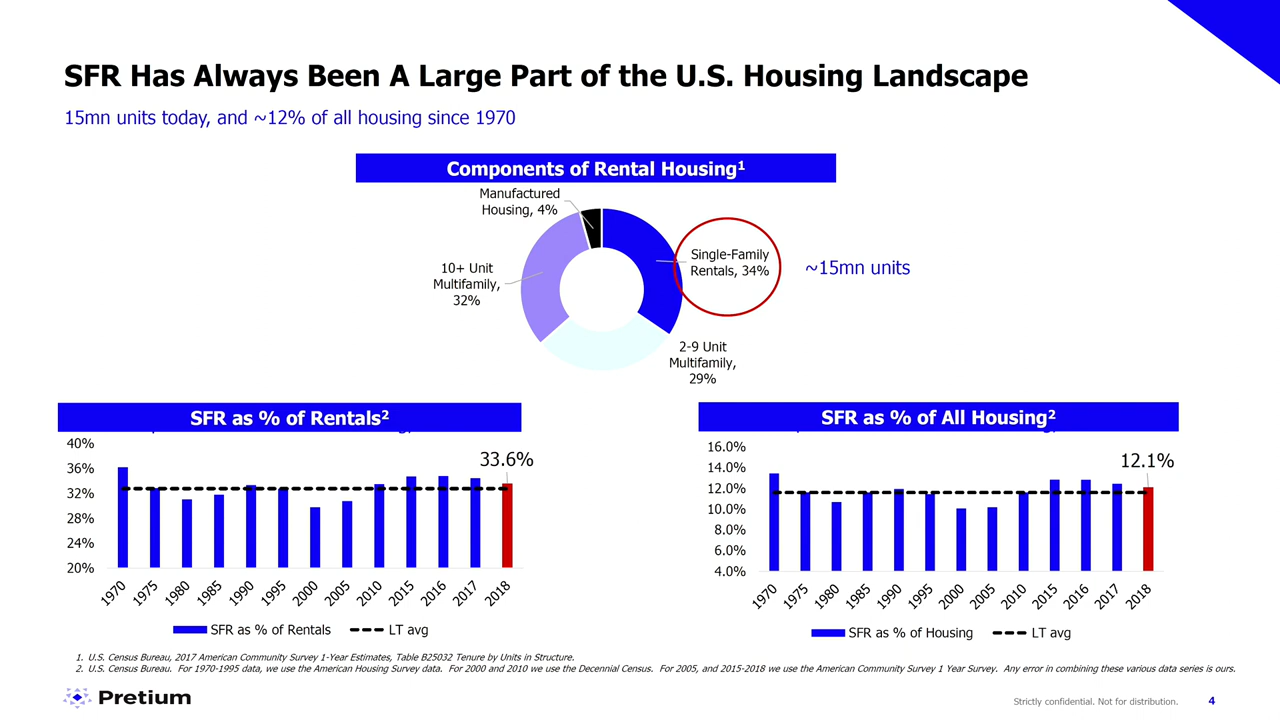 SFR Has Always Been A Large Part of the U.S. Housing Landscape
15mn units today, and ~12% of all housing since 1970
Components of Rental Housing¹
Manufactured
Housing, 4%
Single-Family
Rentals, 34%
~15mn units
10+ Unit
Multifamily,
32%
2-9 Unit
Multifamily,
29%
SFR as % of Rentals²
40%
36%
32%
28%
24%
20%
33.6%
1970 1975 1980 1985 1990 1995 2000 2005 2010 2015 2016 2017 2018
SFR as % of Rentals LT avg
SFR as % of All Housing²
16.0%
14.0%
12.0%
10.0%
8.0%
6.0%
4.0%
12.1%
1970 1975 1980 1985 1990 1995 2000 2005 2010 2015 2016 2017 2018
SFR as % of Housing LT avg
1. U.S. Census Bureau, 2017 American Community Survey 1-Year Estimates, Table B25032 Tenure by Units in Structure.
2. U.S. Census Bureau. For 1970-1995 data, we use the American Housing Survey data. For 2000 and 2010 we use the Decennial Census. For 2005, and 2015-2018 we use the American Community Survey 1 Year Survey. Any error in combining these various data series is ours.
Pretium
Strictly confidential. Not for distribution. 4